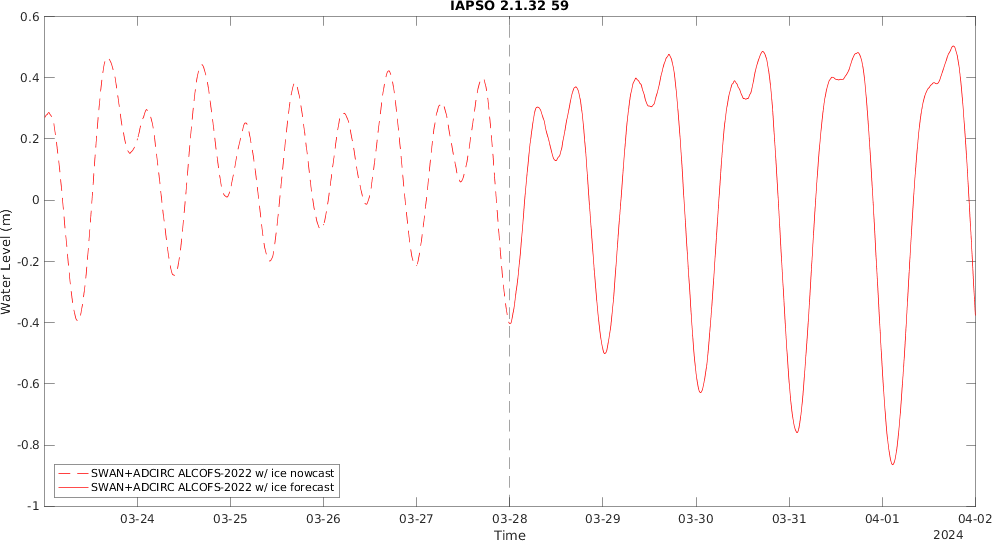 IAPSO 2.1.32 59
0.6
0.4
0.2
0
-0.2
-0.4
-0.6
-0.8
-1
Water Level (m)
SWAN+ADCIRC ALCOFS-2022 w/ ice nowcast
SWAN+ADCIRC ALCOFS-2022 w/ ice forecast
03-24 03-25 03-26 03-27 03-28 03-29 03-30 03-31 04-01 04-02
Time
2024